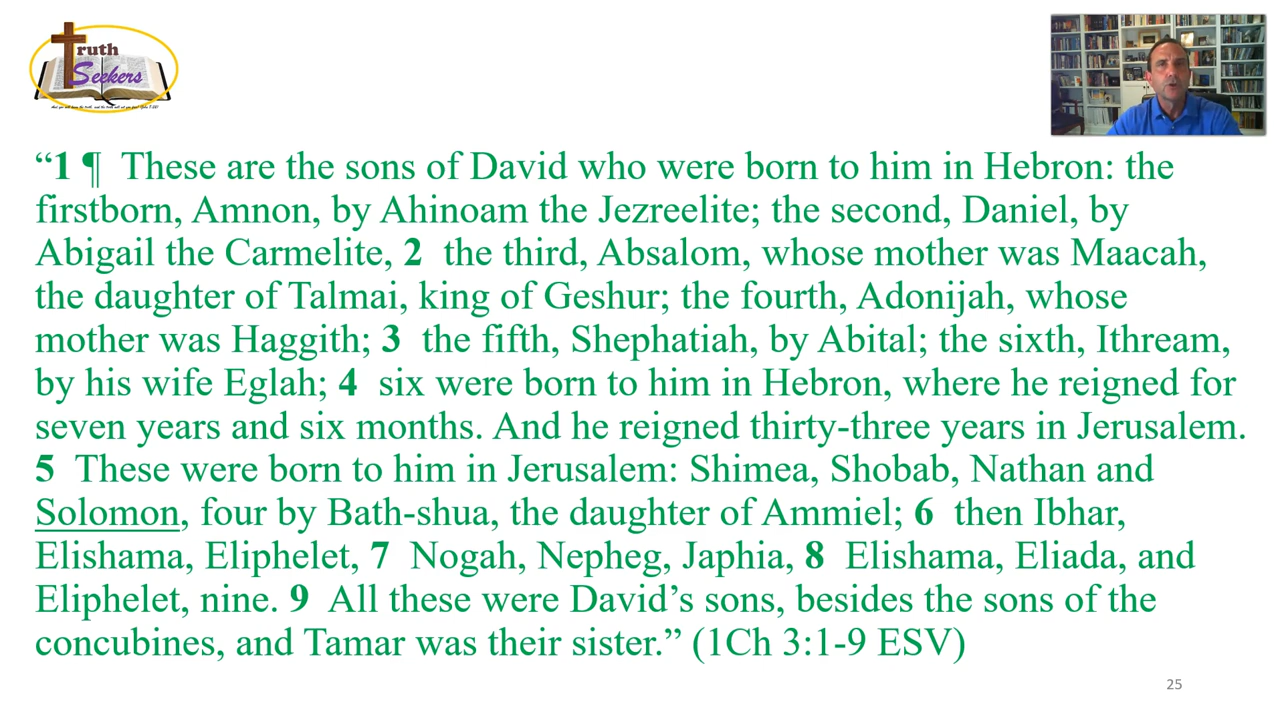 Truth
Seekers
“1 ¶ These are the sons of David who were born to him in Hebron: the
firstborn, Amnon, by Ahinoam the Jezreelite; the second, Daniel, by
Abigail the Carmelite, 2 the third, Absalom, whose mother was Maacah,
the daughter of Talmai, king of Geshur; the fourth, Adonijah, whose
mother was Haggith; 3 the fifth, Shephatiah, by Abital; the sixth, Ithream,
by his wife Eglah; 4 six were born to him in Hebron, where he reigned for
seven years and six months. And he reigned thirty-three years in Jerusalem.
5 These were born to him in Jerusalem: Shimea, Shobab, Nathan and
Solomon, four by Bath-shua, the daughter of Ammiel; 6 then Ibhar,
Elishama, Eliphelet, 7 Nogah, Nepheg, Japhia, 8 Elishama, Eliada, and
Eliphelet, nine. 9 All these were David’s sons, besides the sons of the
concubines, and Tamar was their sister.” (1Ch 3:1-9 ESV)
25